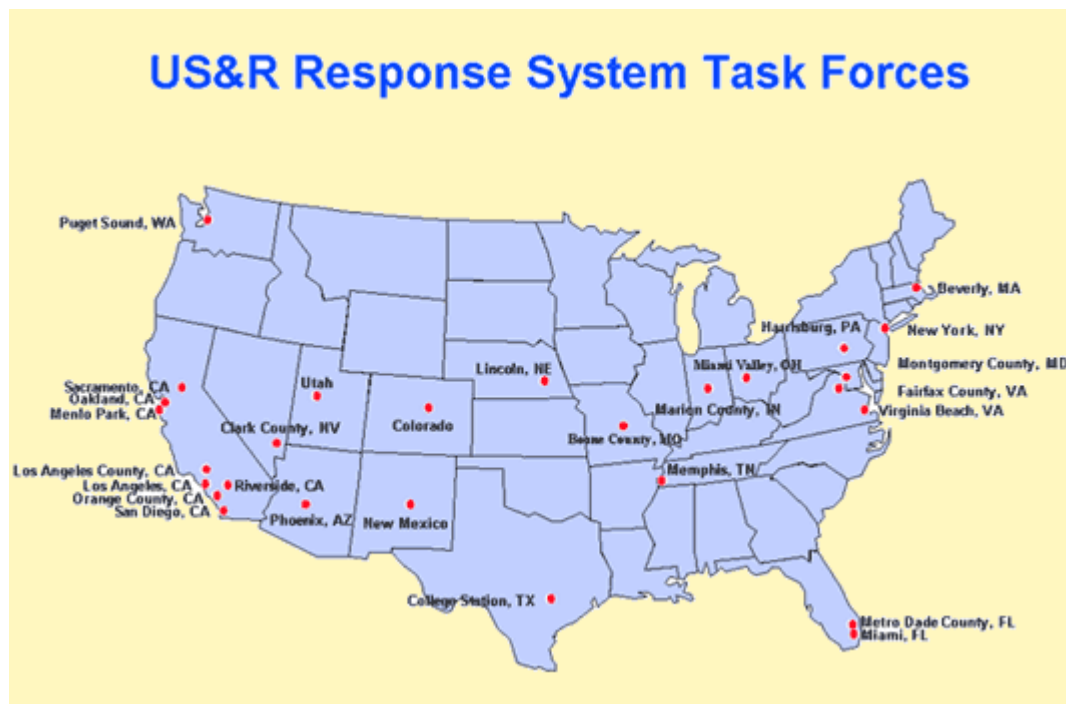 US&R Response System Task Forces
Puget Sound, WA
Beverly, MA
Harrisburg, PA
New York, NY
Lincoln, NE
Miami Valley, OH
Montgomery County, MD
Sacramento, CA
Utah
Fairfax County, VA
Oakland, CA
Menlo Park, CA
Marion County, IN
Virginia Beach, VA
Clark County, NV
Colorado
Boone County, MO
Los Angeles County, CA
Memphis, TN
Los Angeles, CA
Riverside, CA
Orange County, CA
San Diego, CA
Phoenix, AZ
New Mexico
College Station, TX
Metro Dade County, FL
Miami, FL